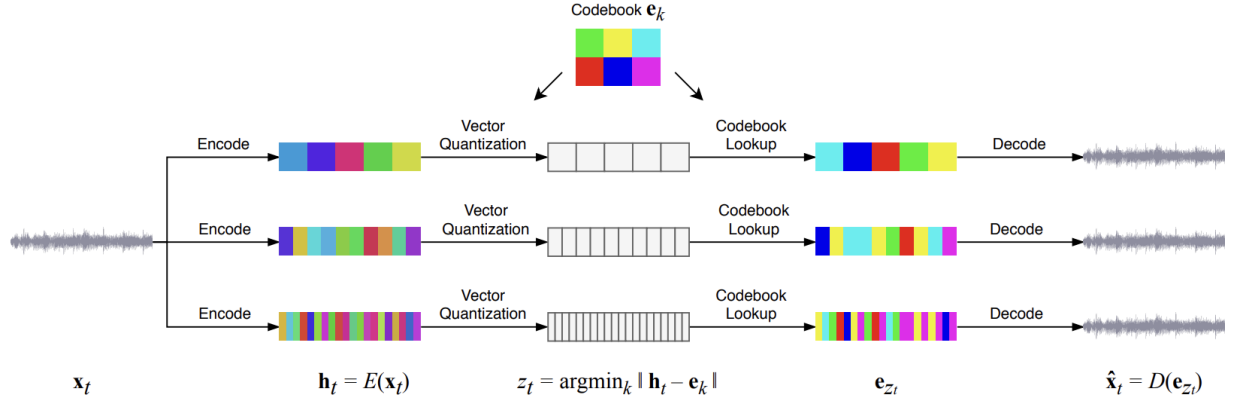 Codebook e_k
Encode
Vector
Quantization
Codebook
Lookup
Decode
Encode
Vector
Quantization
Codebook
Lookup
Decode
Encode
Vector
Quantization
Codebook
Lookup
Decode
x_t
h_t = E(x_t)
z_t = argmin_k ‖ h_t – e_k ‖
e_{z_t}
x̂_t = D(e_{z_t})